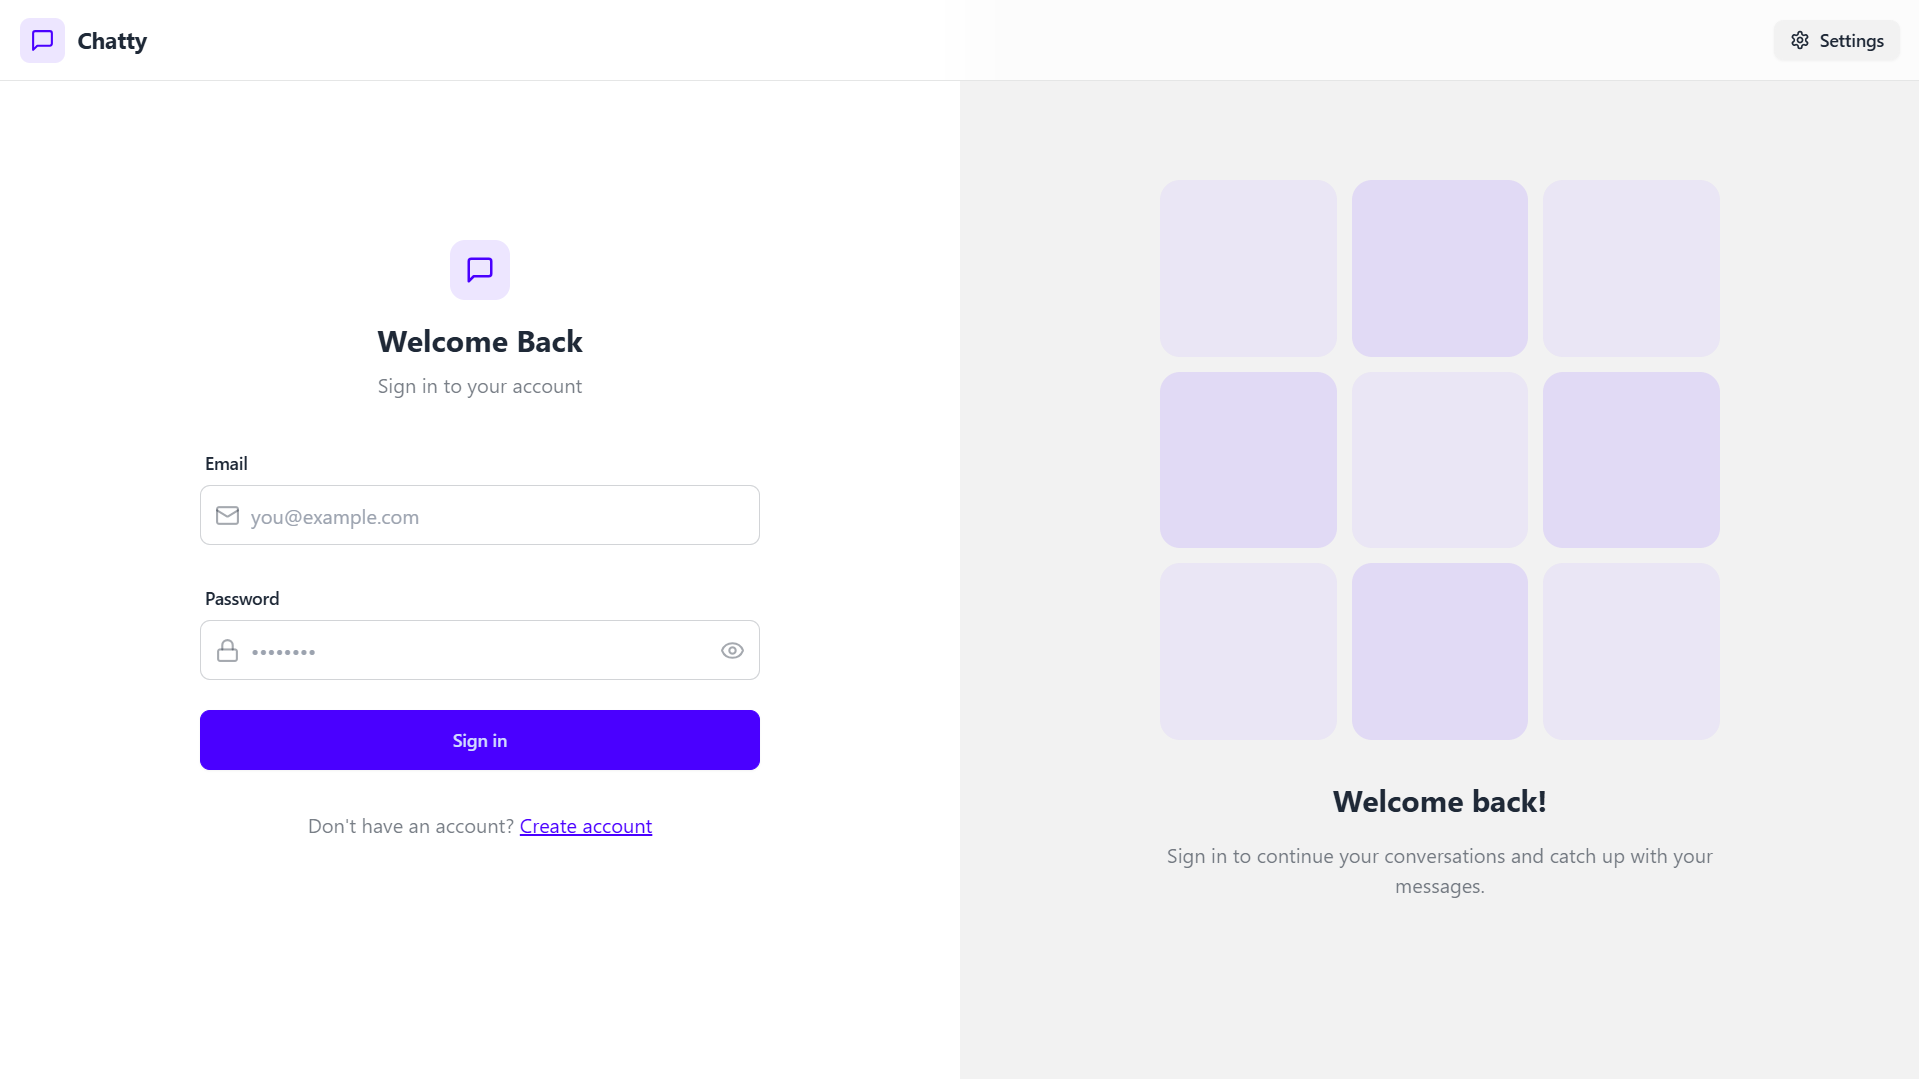 Chatty
Settings
Welcome Back
Sign in to your account
Email
you@example.com
Password
••••••••
Sign in
Don't have an account? Create account
Welcome back!
Sign in to continue your conversations and catch up with your
messages.